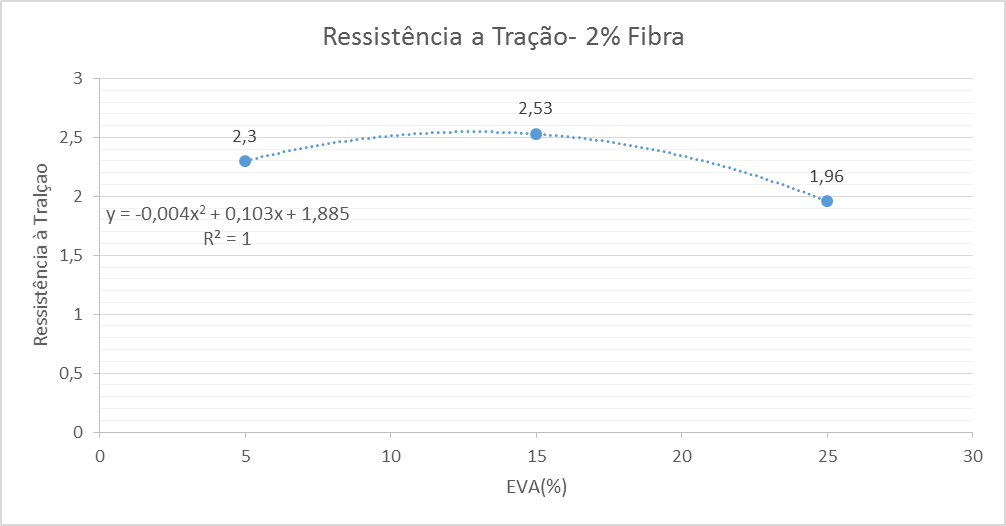 Ressistência a Tração- 2% Fibra
3
2,5
2
1,5
1
0,5
0
Ressistência à Tralçao
2,3
2,53
1,96
y = -0,004x² + 0,103x + 1,885
R² = 1
0 5 10 15 20 25 30
EVA(%)